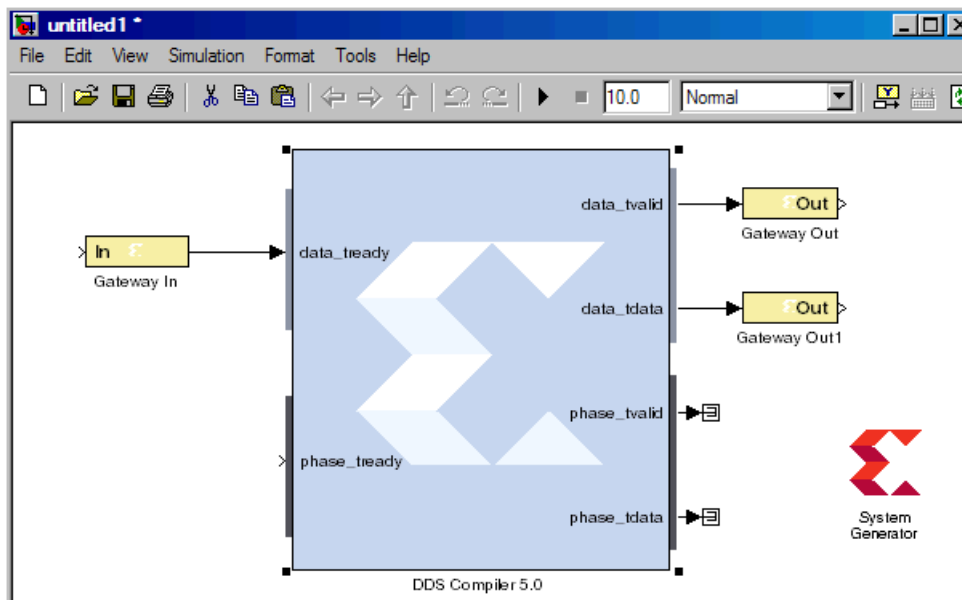 untitled1 *
File Edit View Simulation Format Tools Help
10.0 Normal
data_tvalid Out
Gateway Out
In data_tready
Gateway In
data_tdata Out
Gateway Out1
phase_tvalid
phase_tready
phase_tdata
System
Generator
DDS Compiler 5.0